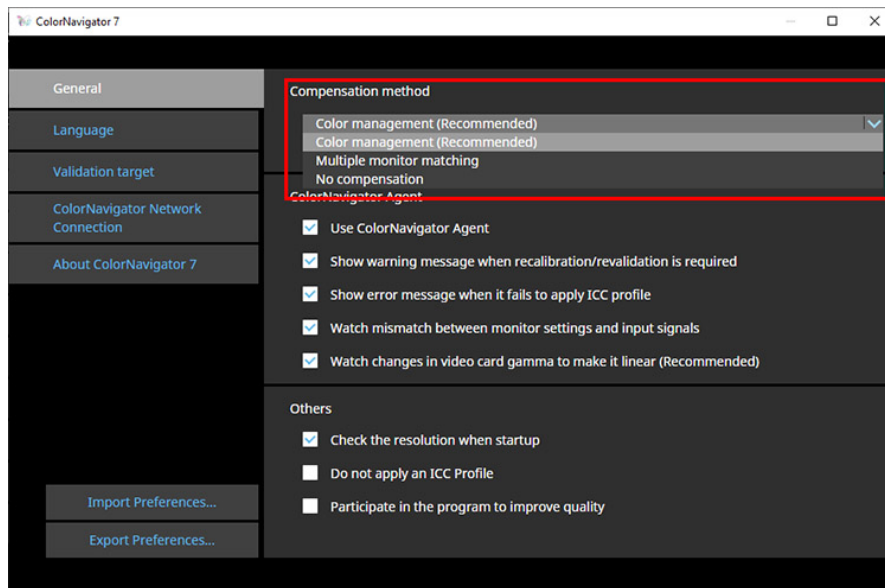 ColorNavigator 7
General
Language
Validation target
ColorNavigator Network
Connection
About ColorNavigator 7
Import Preferences...
Export Preferences...
Compensation method
Color management (Recommended)
Color management (Recommended)
Multiple monitor matching
No compensation
ColorNavigator Agent
Use ColorNavigator Agent
Show warning message when recalibration/revalidation is required
Show error message when it fails to apply ICC profile
Watch mismatch between monitor settings and input signals
Watch changes in video card gamma to make it linear (Recommended)
Others
Check the resolution when startup
Do not apply an ICC Profile
Participate in the program to improve quality